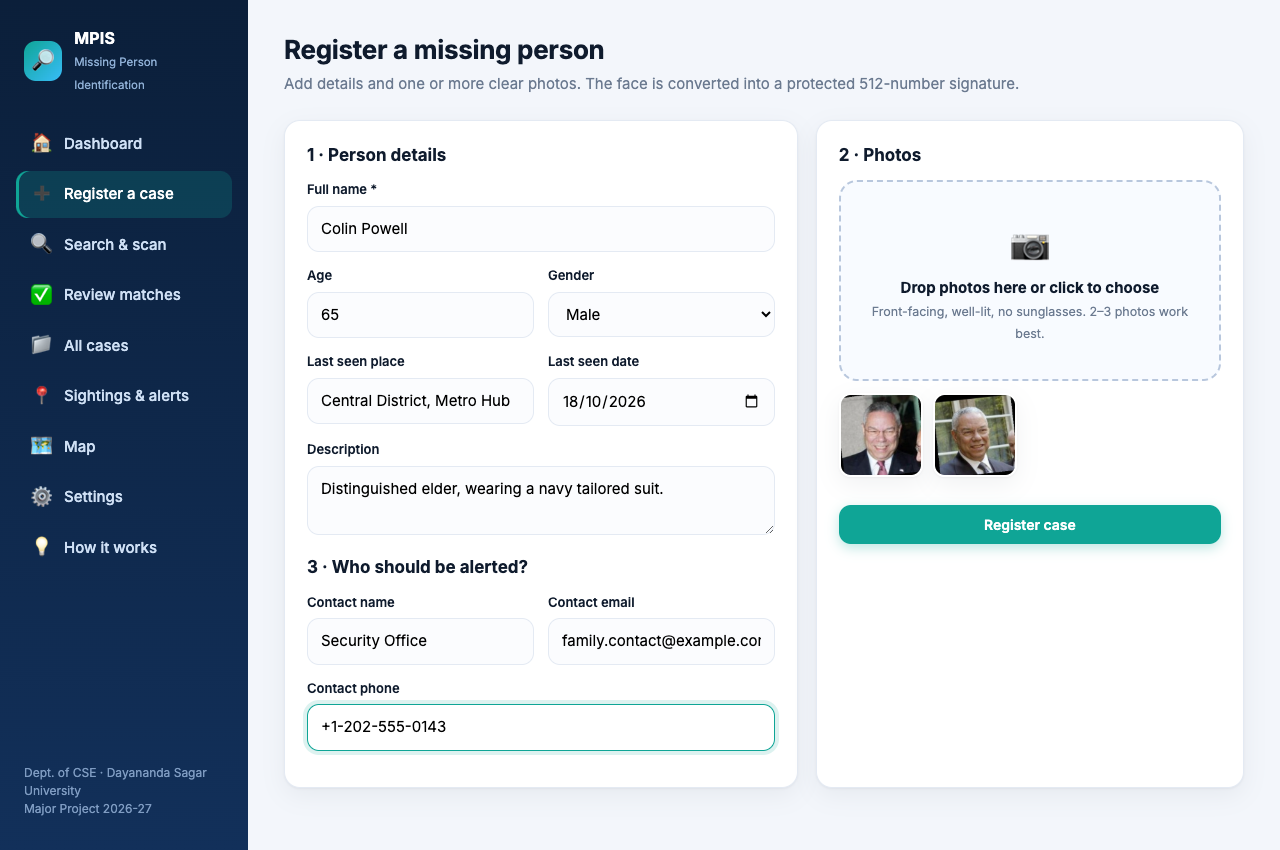 MPIS
Missing Person
Identification
Dashboard
Register a case
Search & scan
Review matches
All cases
Sightings & alerts
Map
Settings
How it works
Dept. of CSE · Dayananda Sagar
University
Major Project 2026-27
Register a missing person
Add details and one or more clear photos. The face is converted into a protected 512-number signature.
1 · Person details
Full name *
Colin Powell
Age
Gender
65
Male
Last seen place
Last seen date
Central District, Metro Hub
18/10/2026
Description
Distinguished elder, wearing a navy tailored suit.
3 · Who should be alerted?
Contact name
Contact email
Security Office
family.contact@example.cor
Contact phone
+1-202-555-0143
2 · Photos
Drop photos here or click to choose
Front-facing, well-lit, no sunglasses. 2–3 photos work
best.
Register case